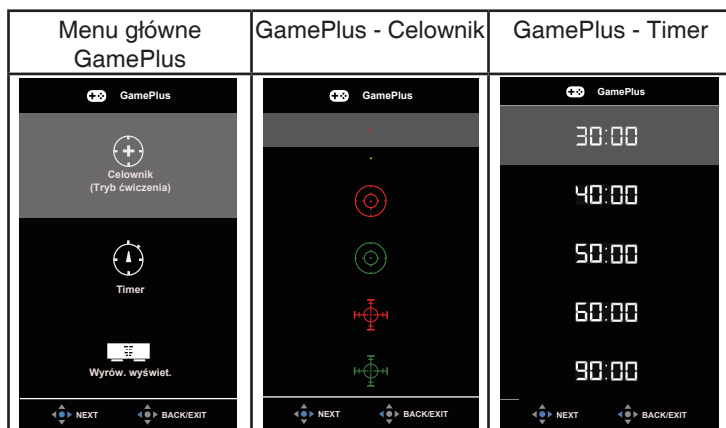 Menu główne
GamePlus
GamePlus - Celownik
GamePlus - Timer
GamePlus
Celownik
(Tryb ćwiczenia)
Timer
Wyrów. wyświet.
NEXT BACK/EXIT
GamePlus
NEXT BACK/EXIT
GamePlus
30:00
40:00
50:00
60:00
90:00
NEXT BACK/EXIT